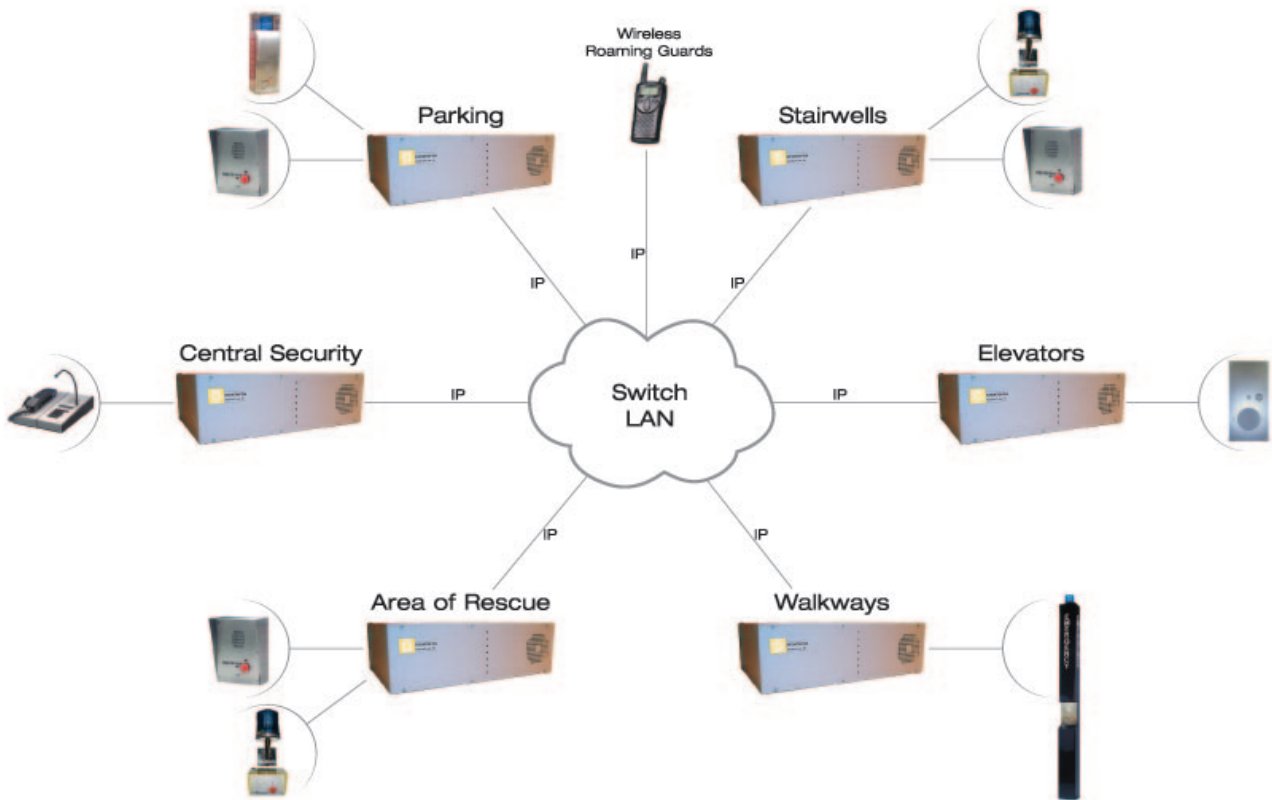 Wireless
Roaming Guards
Parking
Stairwells
IP
IP
IP
Central Security
Elevators
Switch
LAN
IP
IP
IP
IP
Area of Rescue
Walkways